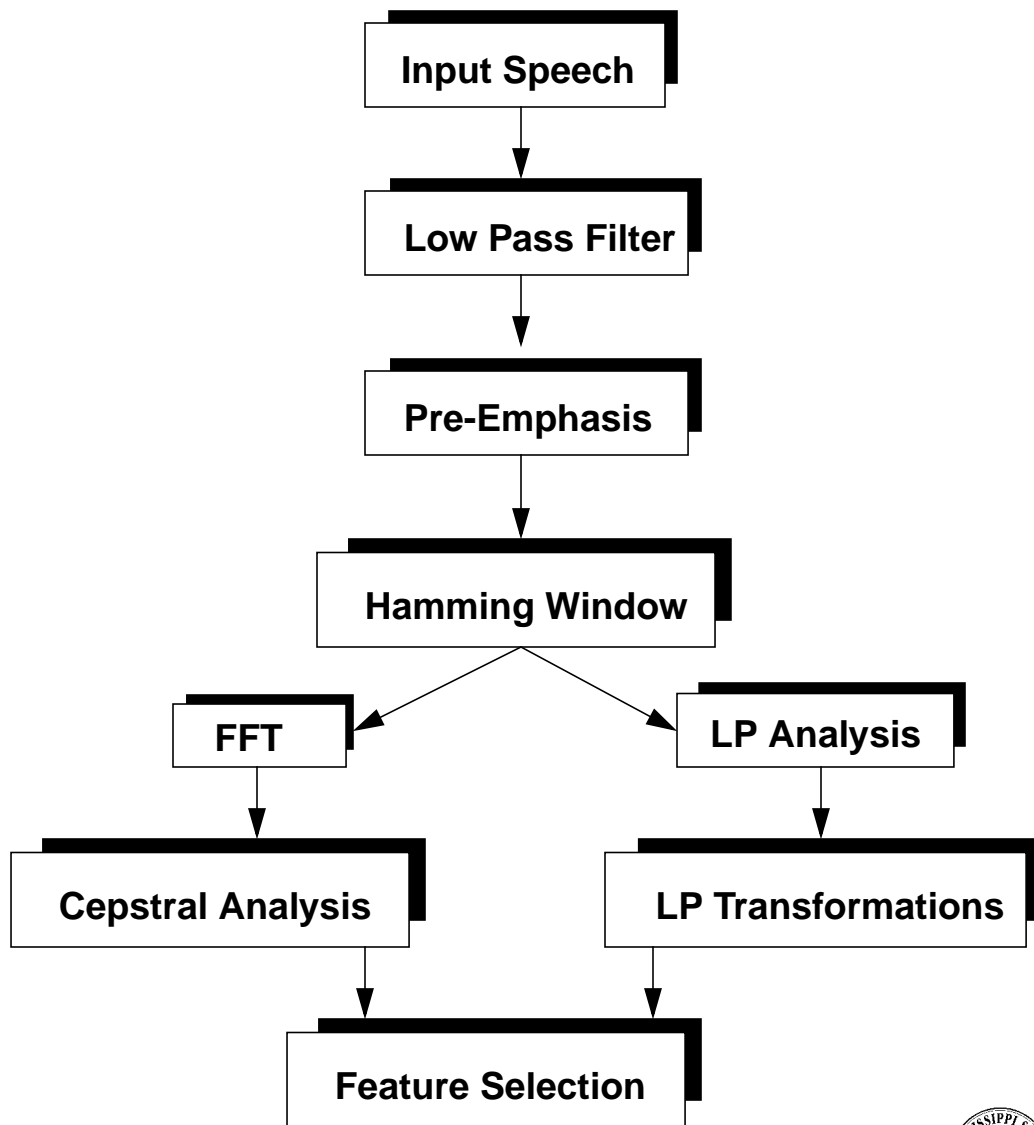 Input Speech
Low Pass Filter
Pre-Emphasis
Hamming Window
FFT
LP Analysis
Cepstral Analysis
LP Transformations
Feature Selection